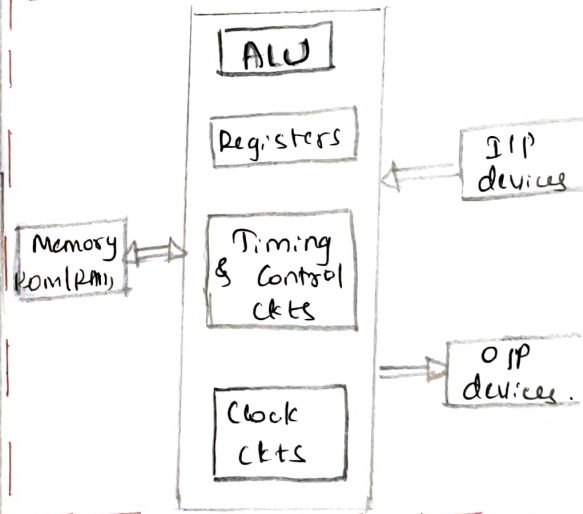 ALU
Registers
I/P
devices
Memory
ROM/RAM
Timing
& Control
ckts
O/P
devices.
Clock
ckts